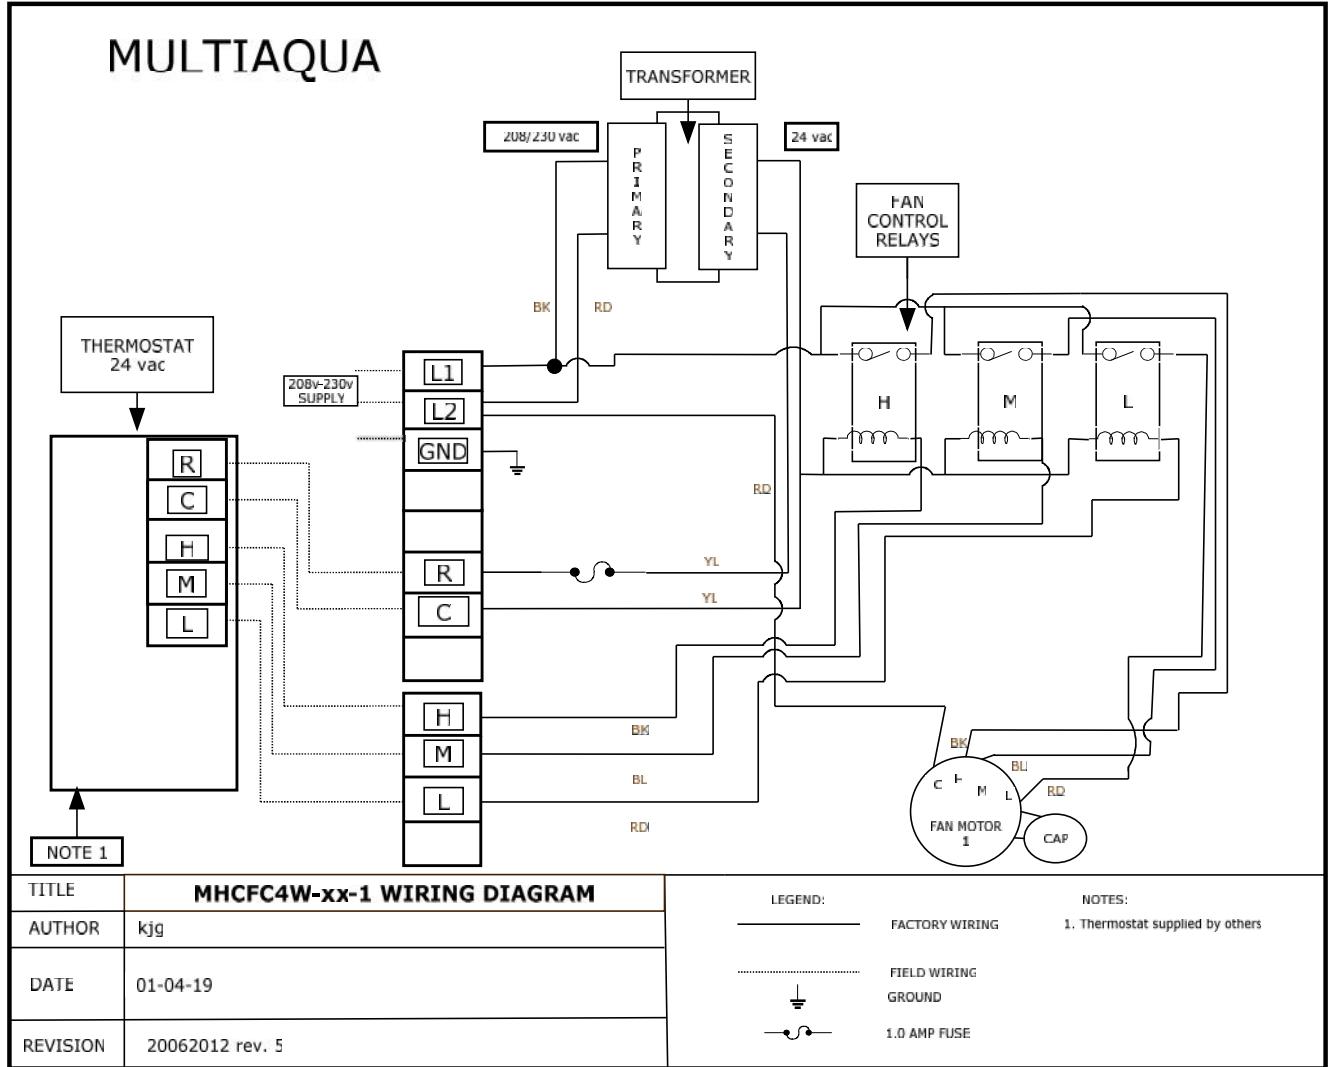 MULTIAQUA
TRANSFORMER
208/230 vac
24 vac
PRIMARY
SECONDARY
FAN
CONTROL
RELAYS
BK
RD
THERMOSTAT
24 vac
208v-230v
SUPPLY
L1
L2
GND
R
C
H
M
L
H
M
L
R
C
H
M
L
RD
YL
YL
BK
BL
RD
BK
BL
RD
C
H
M
L
FAN MOTOR
1
CAP
NOTE 1
TITLE
MHCFC4W-xx-1 WIRING DIAGRAM
AUTHOR
kjg
DATE
01-04-19
REVISION
20062012 rev. 5
LEGEND:
FACTORY WIRING
FIELD WIRING
GROUND
1.0 AMP FUSE
NOTES:
1. Thermostat supplied by others